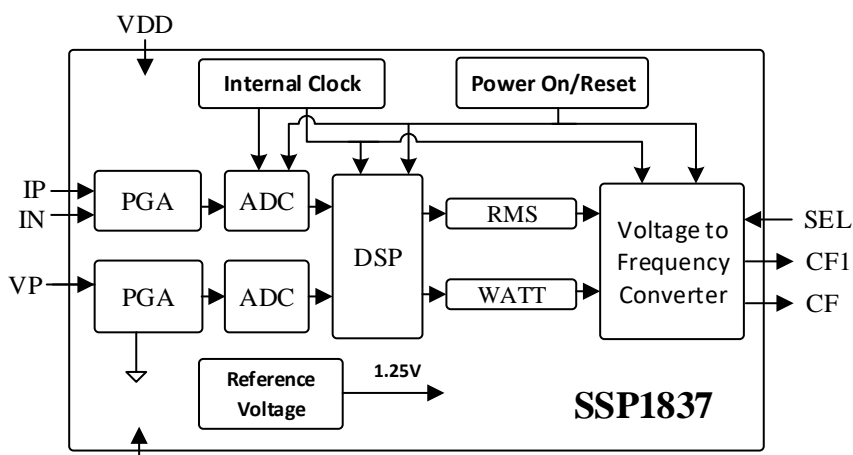 VDD
Internal Clock
Power On/Reset
IP
IN
PGA
ADC
DSP
RMS
Voltage to
Frequency
Converter
SEL
CF1
CF
VP
PGA
ADC
WATT
Reference
Voltage
1.25V
SSP1837